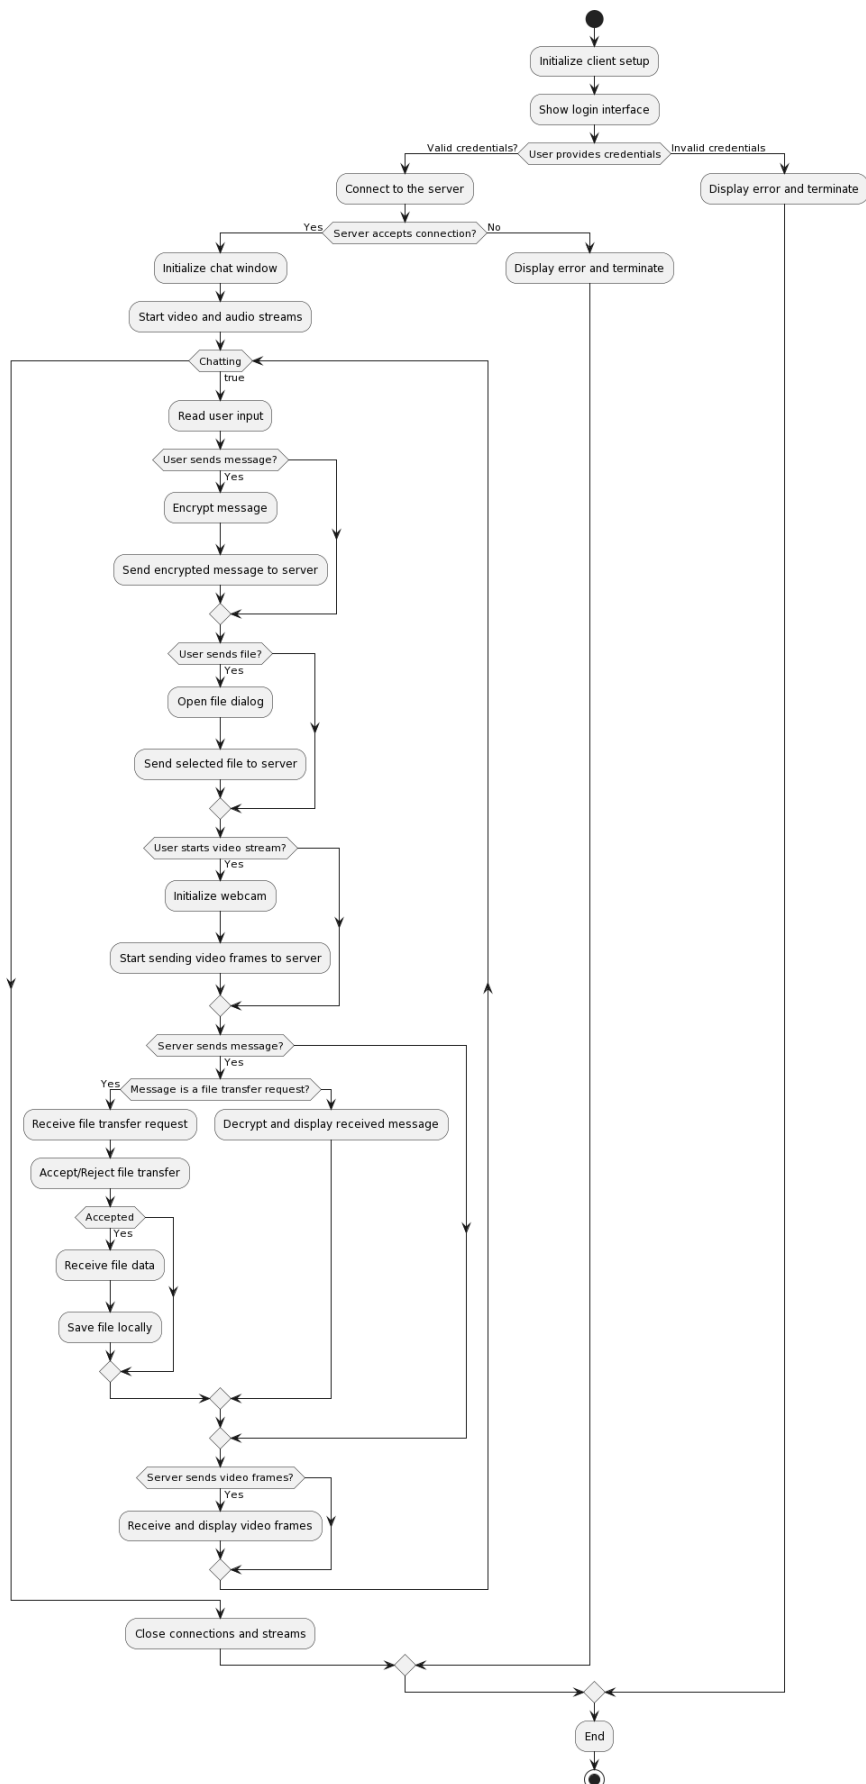 Initialize client setup
Show login interface
Valid credentials?
User provides credentials
Invalid credentials
Connect to the server
Display error and terminate
Yes
Server accepts connection?
No
Initialize chat window
Display error and terminate
Start video and audio streams
Chatting
true
Read user input
User sends message?
Yes
Encrypt message
Send encrypted message to server
User sends file?
Yes
Open file dialog
Send selected file to server
User starts video stream?
Yes
Initialize webcam
Start sending video frames to server
Server sends message?
Yes
Yes
Message is a file transfer request?
Receive file transfer request
Decrypt and display received message
Accept/Reject file transfer
Accepted
Yes
Receive file data
Save file locally
Server sends video frames?
Yes
Receive and display video frames
Close connections and streams
End